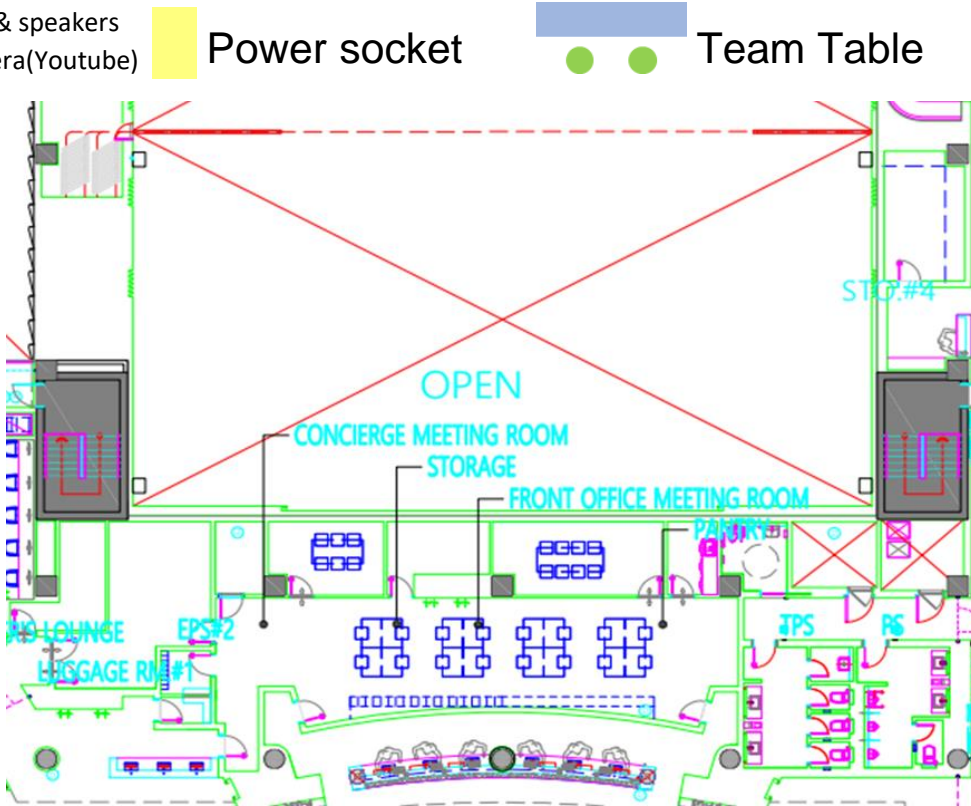 & speakers
era(Youtube)
Power socket
Team Table
STO.#4
OPEN
CONCIERGE MEETING ROOM
STORAGE
FRONT OFFICE MEETING ROOM
PANTRY
LOUNGE
EPS#2
TPS
PS
LUGGAGE RM#1